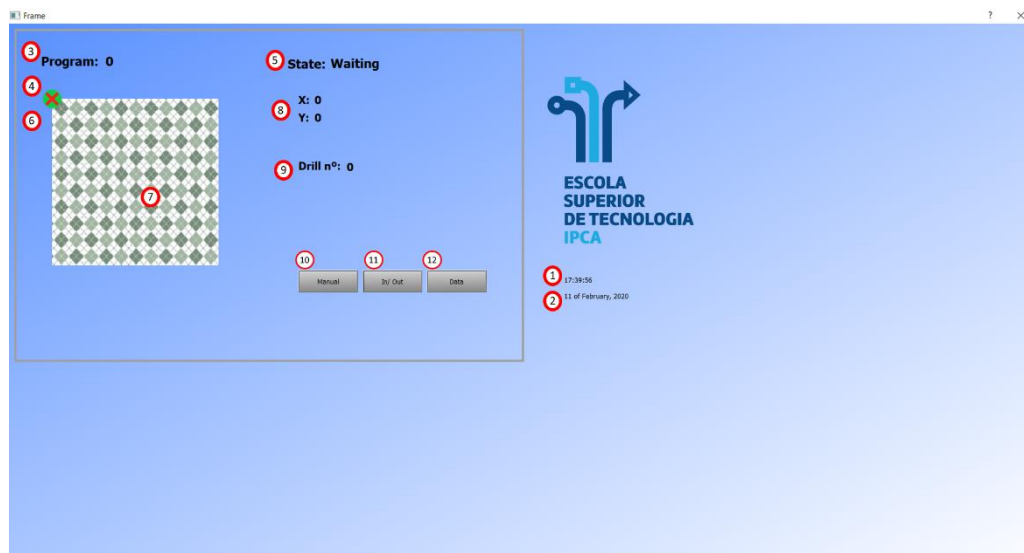 Frame
? ×
3
Program: 0
4
6
7
5
State: Waiting
8
X: 0
Y: 0
9
Drill nº: 0
10
11
12
Manual
In/ Out
Data
ESCOLA
SUPERIOR
DE TECNOLOGIA
IPCA
1
17:39:56
2
11 of February, 2020